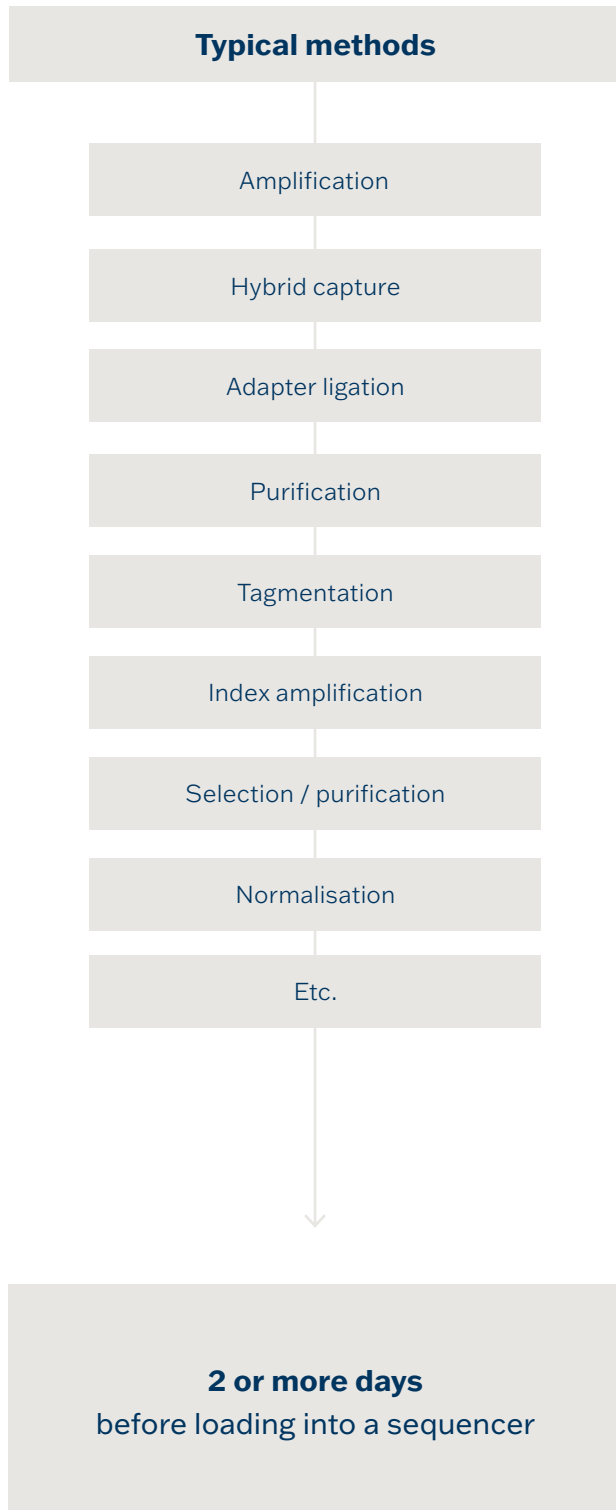 Typical methods
Amplification
Hybrid capture
Adapter ligation
Purification
Tagmentation
Index amplification
Selection / purification
Normalisation
Etc.
2 or more days
before loading into a sequencer